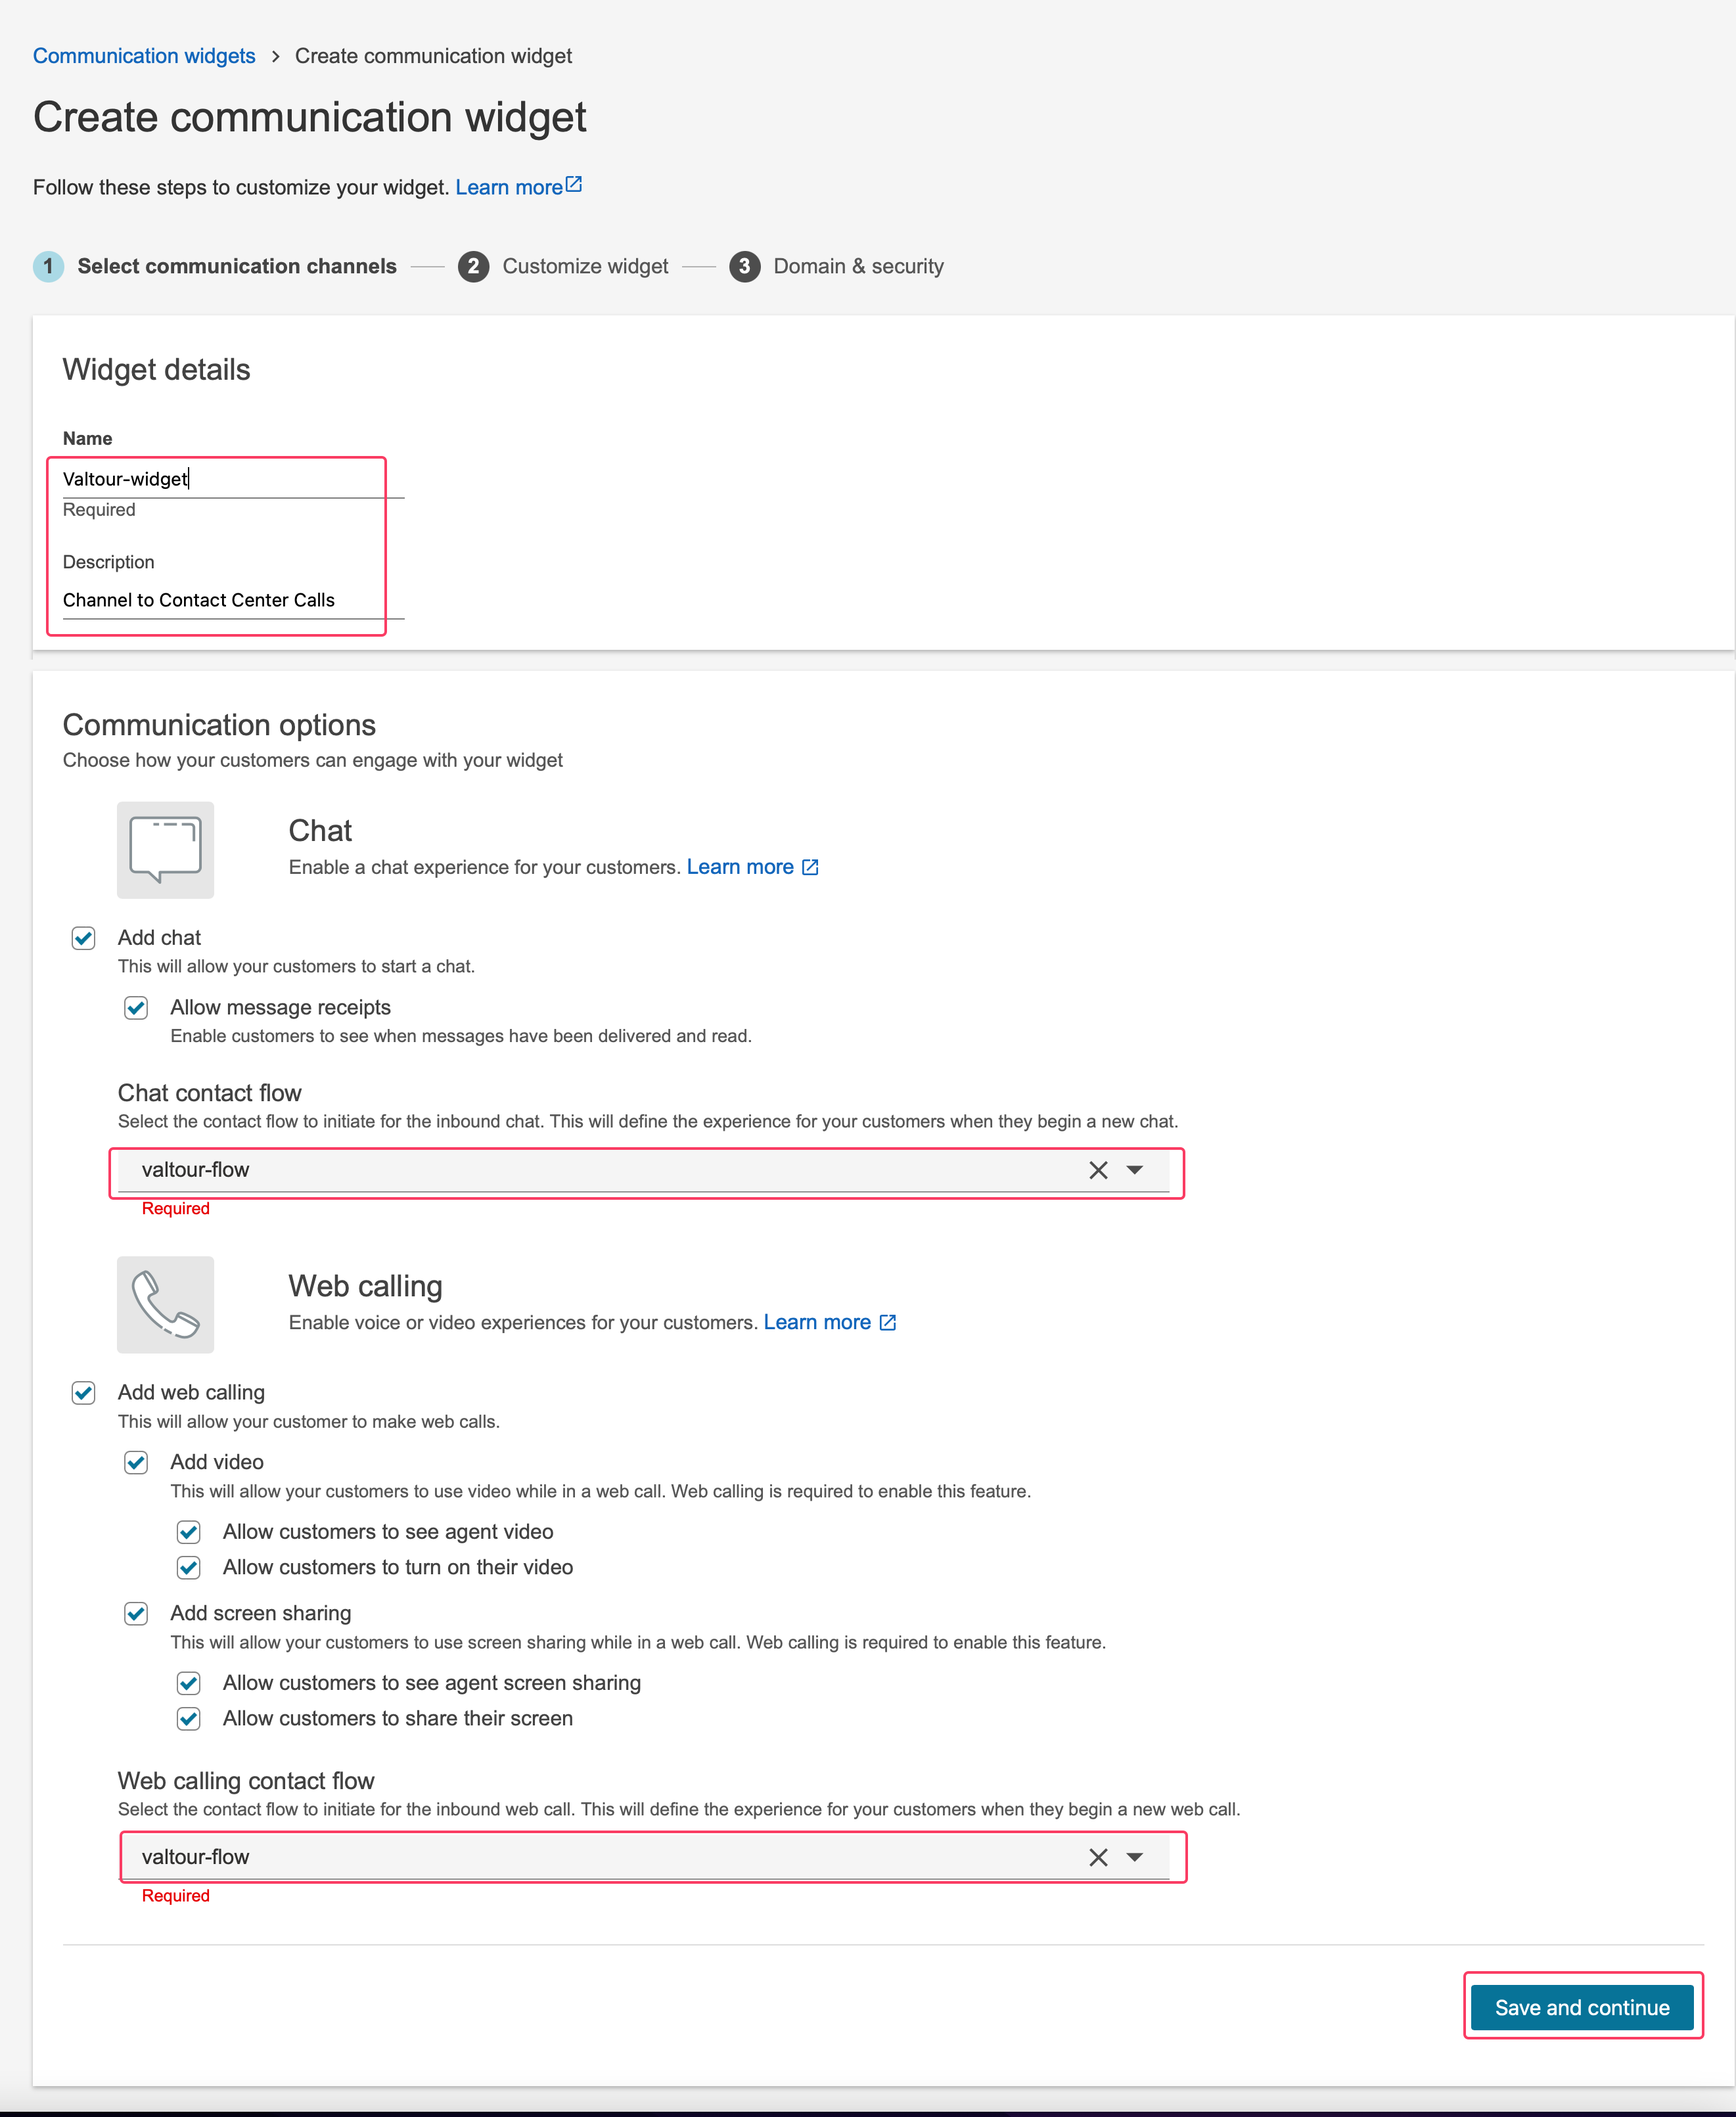 Communication widgets > Create communication widget
Create communication widget
Follow these steps to customize your widget. Learn more
1 Select communication channels 2 Customize widget 3 Domain & security
Widget details
Name
Valtour-widget
Required
Description
Channel to Contact Center Calls
Communication options
Choose how your customers can engage with your widget
Chat
Enable a chat experience for your customers. Learn more
Add chat
This will allow your customers to start a chat.
Allow message receipts
Enable customers to see when messages have been delivered and read.
Chat contact flow
Select the contact flow to initiate for the inbound chat. This will define the experience for your customers when they begin a new chat.
valtour-flow
Required
Web calling
Enable voice or video experiences for your customers. Learn more
Add web calling
This will allow your customer to make web calls.
Add video
This will allow your customers to use video while in a web call. Web calling is required to enable this feature.
Allow customers to see agent video
Allow customers to turn on their video
Add screen sharing
This will allow your customers to use screen sharing while in a web call. Web calling is required to enable this feature.
Allow customers to see agent screen sharing
Allow customers to share their screen
Web calling contact flow
Select the contact flow to initiate for the inbound web call. This will define the experience for your customers when they begin a new web call.
valtour-flow
Required
Save and continue